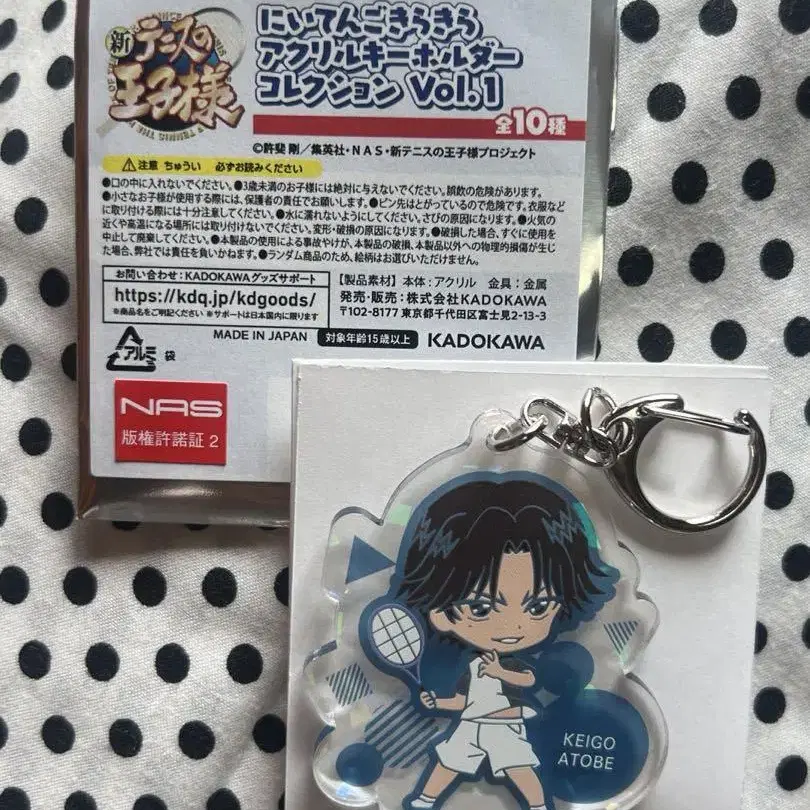 新テニスの
王子様
にいてんごきらきら
アクリルキーホルダー
コレクション Vol.1
全10種
©許斐 剛／集英社・NAS・新テニスの王子様プロジェクト
⚠注意 ちゅうい 必ずお読みください
●口の中に入れないでください。●3歳未満のお子様には絶対に与えないでください。誤飲の危険があります。
●小さなお子様が使用する際には、保護者の責任でお願いします。●ピン先はとがっているので危険です。衣服など
に取り付ける際には十分注意してください。●水に濡れないようにしてください。さびの原因になります。●火気の
近くや高温になる場所には取り付けないでください。変形・破損の原因になります。●破損した場合、すぐに使用を
中止して廃棄してください。●本製品の使用による事故やけが、本製品の破損、本製品以外への物理的損傷が生じ
た場合、弊社では責任を負いかねます。●ランダム商品のため、絵柄はお選びいただけません。
お問い合わせ：KADOKAWAグッズサポート
https://kdq.jp/kdgoods/
※商品名をご明記ください ※サポートは日本国内に限ります
【製品素材】本体：アクリル 金具：金属
発売・販売：株式会社KADOKAWA
〒102-8177 東京都千代田区富士見2-13-3
アルミ 袋
MADE IN JAPAN 対象年齢15歳以上 KADOKAWA
NAS
版権許諾証 2
KEIGO
ATOBE